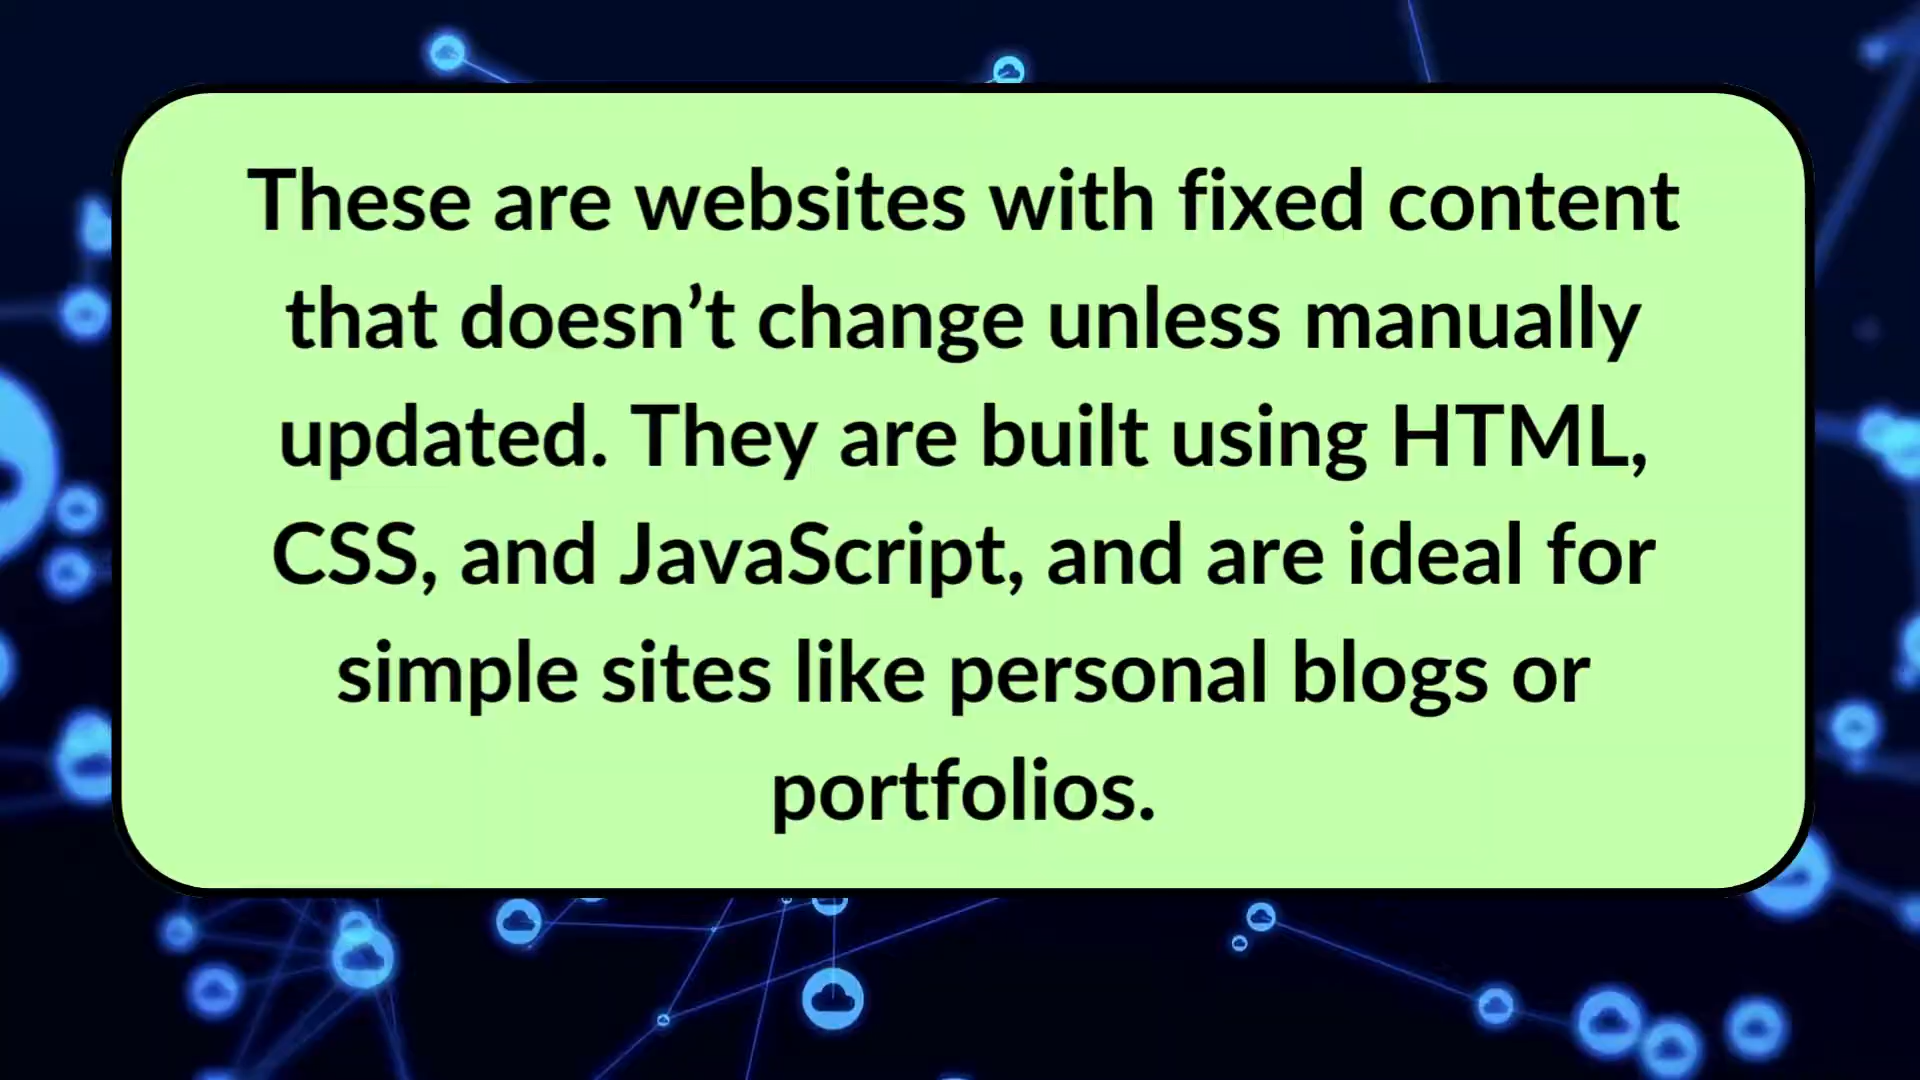 These are websites with fixed content
that doesn’t change unless manually
updated. They are built using HTML,
CSS, and JavaScript, and are ideal for
simple sites like personal blogs or
portfolios.